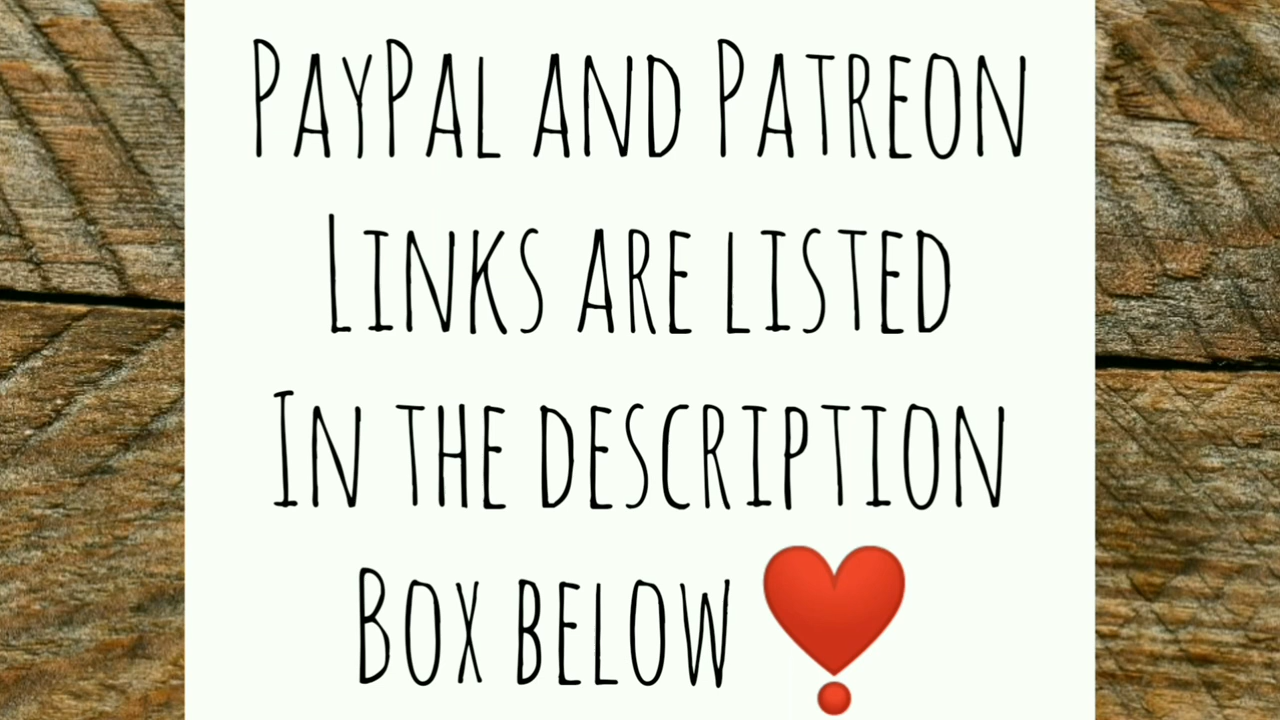 PayPal and Patreon
Links are listed
In the description
Box below ❣